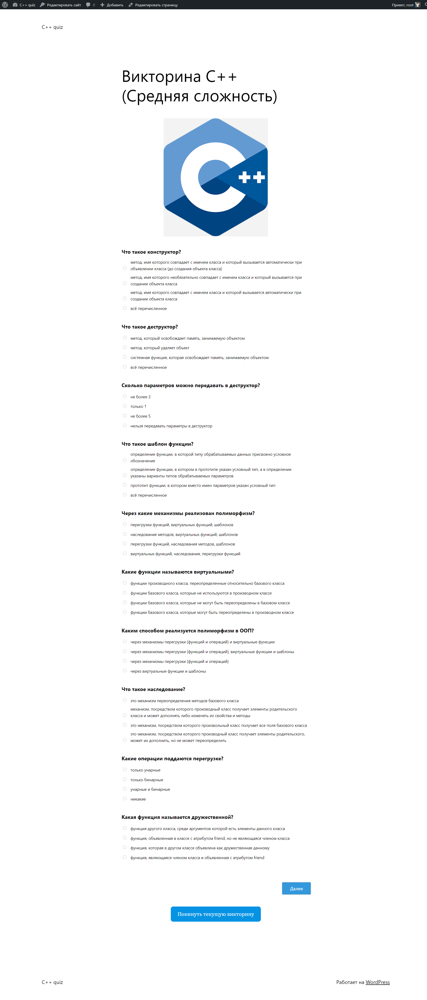 C++ quiz
Редактировать сайт
0
Добавить
Редактировать страницу
Привет, root
C++ quiz
Викторина C++
(Средняя сложность)
C ++
Что такое конструктор?
метод, имя которого совпадает с именем класса и который вызывается автоматически при
объявлении класса (до создания объекта класса)
метод, имя которого необязательно совпадает с именем класса и который вызывается при
создании объекта класса
метод, имя которого совпадает с именем класса и которой вызывается автоматически при
создании объекта класса
всё перечисленное
Что такое деструктор?
метод, который освобождает память, занимаемую объектом
метод, который удаляет объект
системная функция, которая освобождает память, занимаемую объектом
всё перечисленное
Сколько параметров можно передавать в деструктор?
не более 3
только 1
не более 5
нельзя передавать параметры в деструктор
Что такое шаблон функции?
определение функции, в которой типу обрабатываемых данных присвоено условное
обозначение
определение функции, в котором в прототипе указан условный тип, а в определении
указаны варианты типов обрабатываемых параметров
прототип функции, в котором вместо имен параметров указан условный тип
всё перечисленное
Через какие механизмы реализован полиморфизм?
перегрузки функций, виртуальных функций, шаблонов
наследования методов, виртуальных функций, шаблонов
перегрузки функций, наследования методов, шаблонов
виртуальных функций, наследования, перегрузки функций
Какие функции называются виртуальными?
функции производного класса, переопределенные относительно базового класса
функции базового класса, которые не используются в производном классе
функции базового класса, которые не могут быть переопределены в базовом классе
функции базового класса, которые могут быть переопределены в производном классе
Каким способом реализуется полиморфизм в ООП?
через механизмы перегрузки (функций и операций) и виртуальные функции
через механизмы перегрузки (функций и операций), виртуальные функции и шаблоны
через механизмы перегрузки (функций и операций)
через виртуальные функции и шаблоны
Что такое наследование?
это механизм переопределения методов базового класса
механизм, посредством которого производный класс получает элементы родительского
класса и может дополнять либо изменять их свойства и методы
это механизм, посредством которого произвольный класс получает все поля базового класса
это механизм, посредством которого производный класс получает элементы родительского,
может их дополнить, но не может переопределить
Какие операции поддаются перегрузке?
только унарные
только бинарные
унарные и бинарные
никакие
Какая функция называется дружественной?
функция другого класса, среди аргументов которой есть элементы данного класса
функция, объявленная в классе с атрибутом friend, но не являющаяся членом класса
функция, которая в другом классе объявлена как дружественная данному
функция, являющаяся членом класса и объявленная с атрибутом friend
Далее
Покинуть текущую викторину
C++ quiz
Работает на WordPress